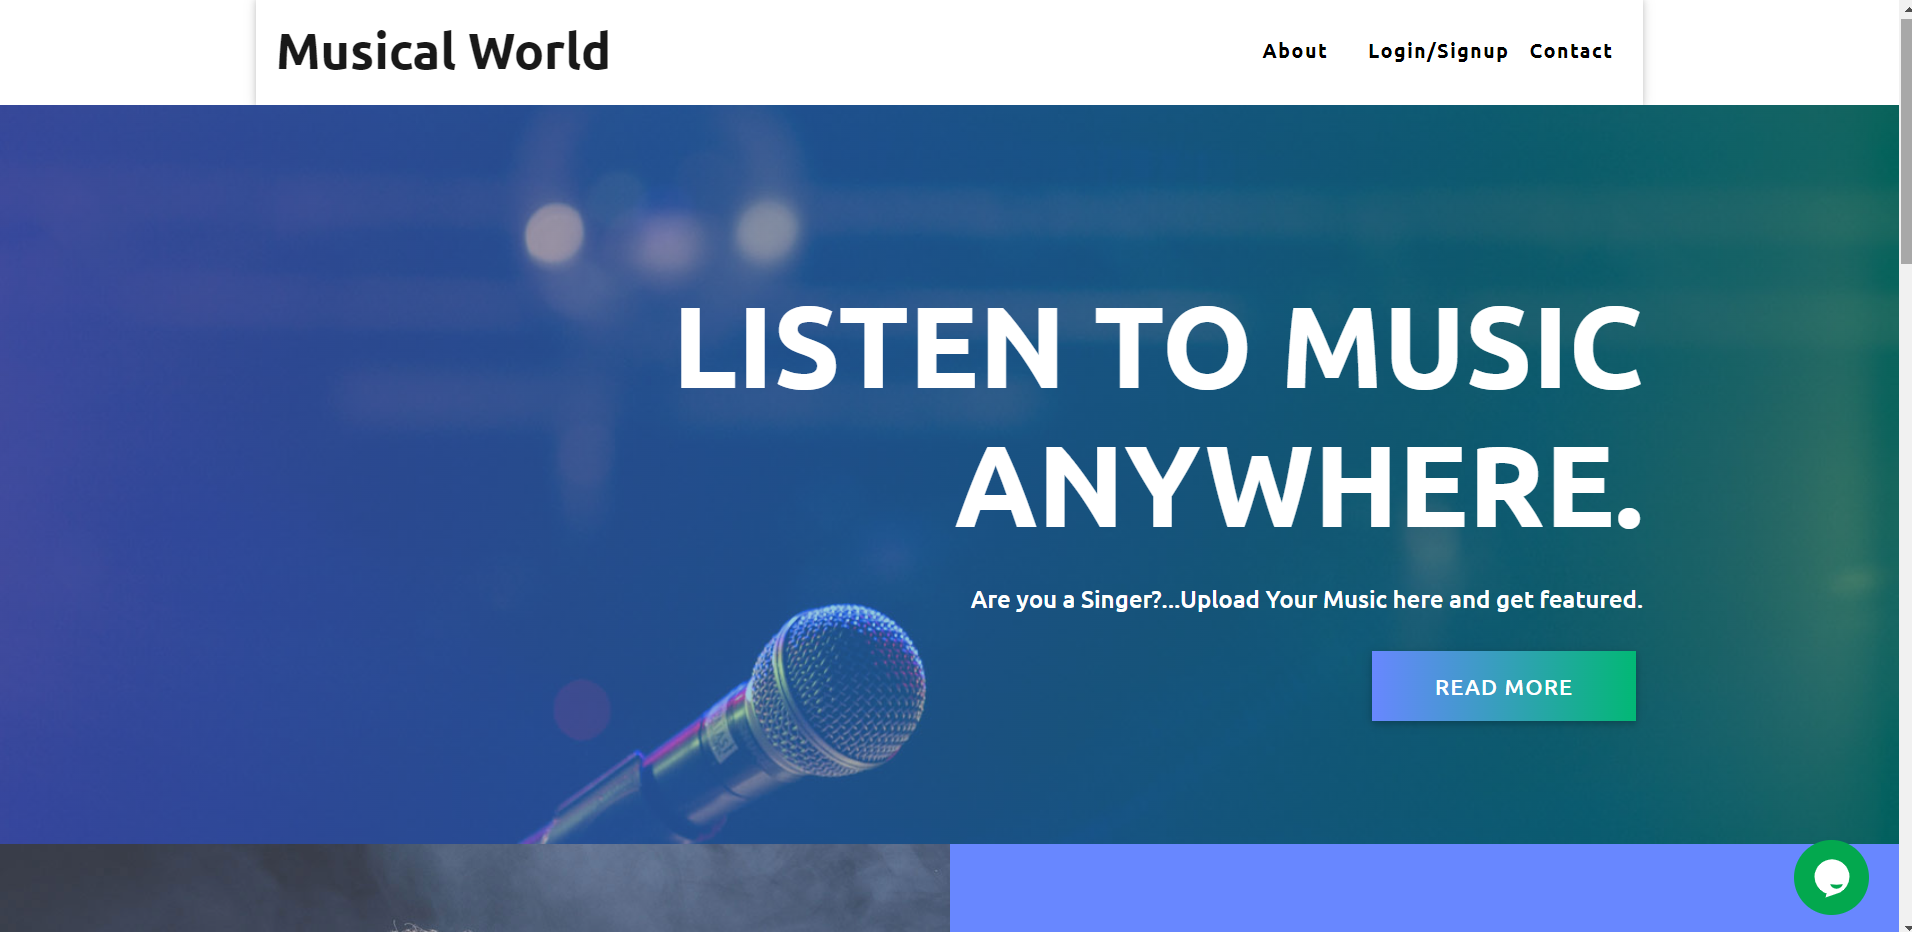 Musical World
About Login/Signup Contact
LISTEN TO MUSIC
ANYWHERE.
Are you a Singer?...Upload Your Music here and get featured.
READ MORE